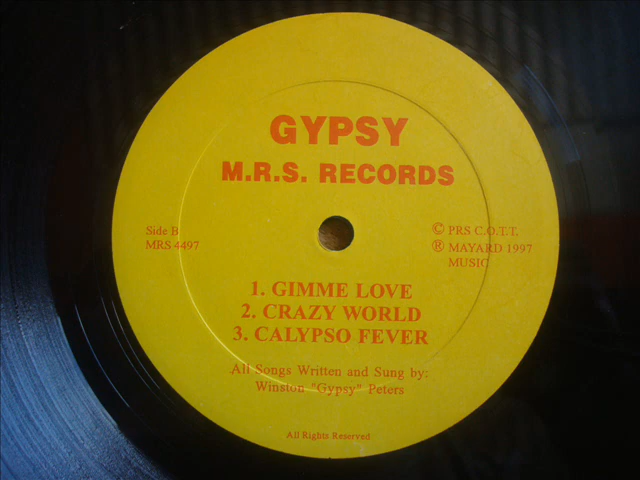 GYPSY
M.R.S. RECORDS
Side B
MRS 4497
© PRS C.O.T.T.
® MAYARD 1997
MUSIC
1. GIMME LOVE
2. CRAZY WORLD
3. CALYPSO FEVER
All Songs Written and Sung by:
Winston "Gypsy" Peters
All Rights Reserved